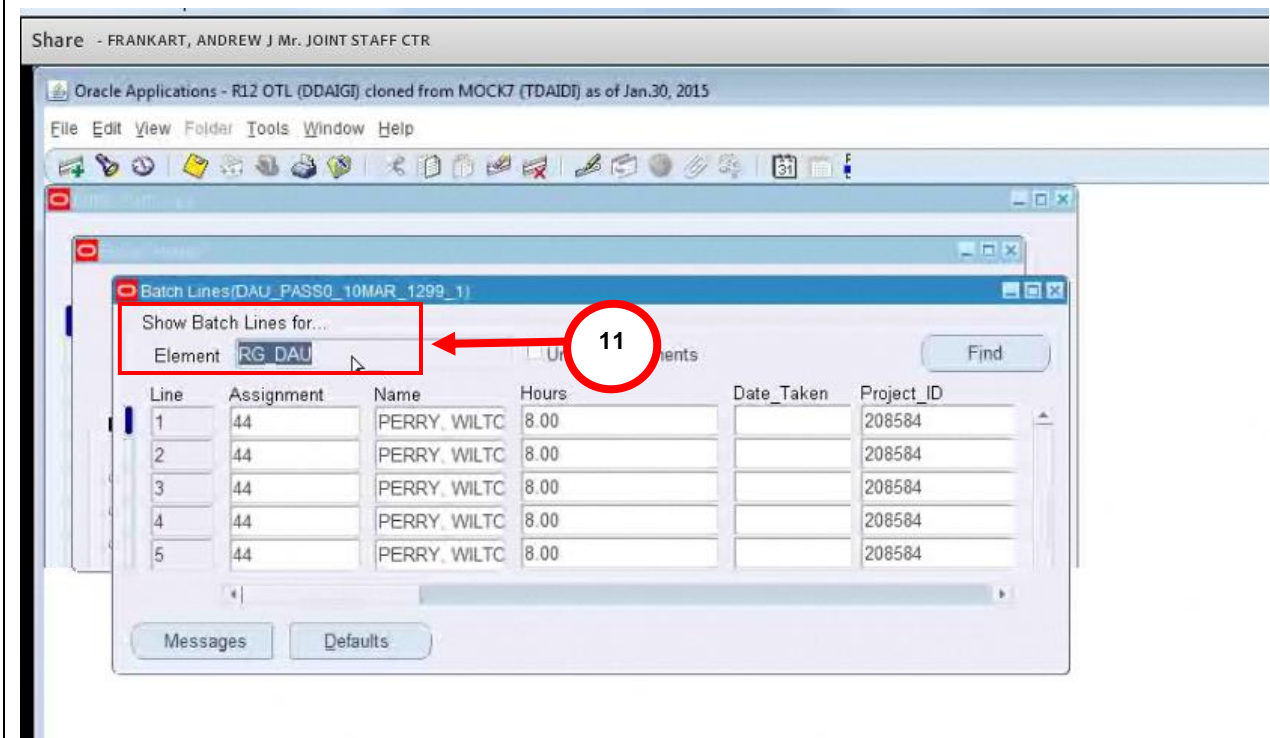 Share - FRANKART, ANDREW J Mr. JOINT STAFF CTR
Oracle Applications - R12 OTL (DDAIGI) cloned from MOCK7 (TDAIDI) as of Jan.30, 2015
File Edit View Folder Tools Window Help
31
Batch Lines(DAU_PASS0_10MAR_1299_1)
Show Batch Lines for...
Element RG_DAU 11 Find
Line Assignment Name Hours Date_Taken Project_ID
1 44 PERRY, WILTC 8.00 208584
2 44 PERRY, WILTC 8.00 208584
3 44 PERRY, WILTC 8.00 208584
4 44 PERRY, WILTC 8.00 208584
5 44 PERRY, WILTC 8.00 208584
Messages Defaults